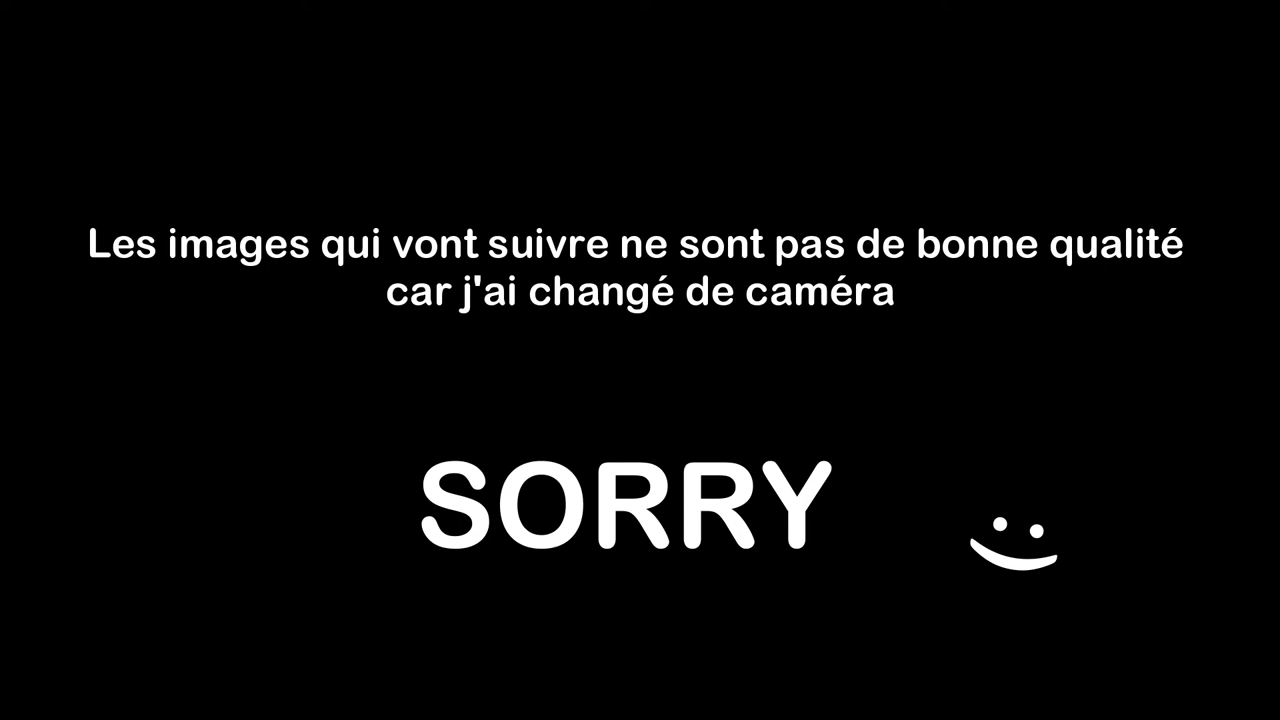 Les images qui vont suivre ne sont pas de bonne qualité
car j'ai changé de caméra
SORRY